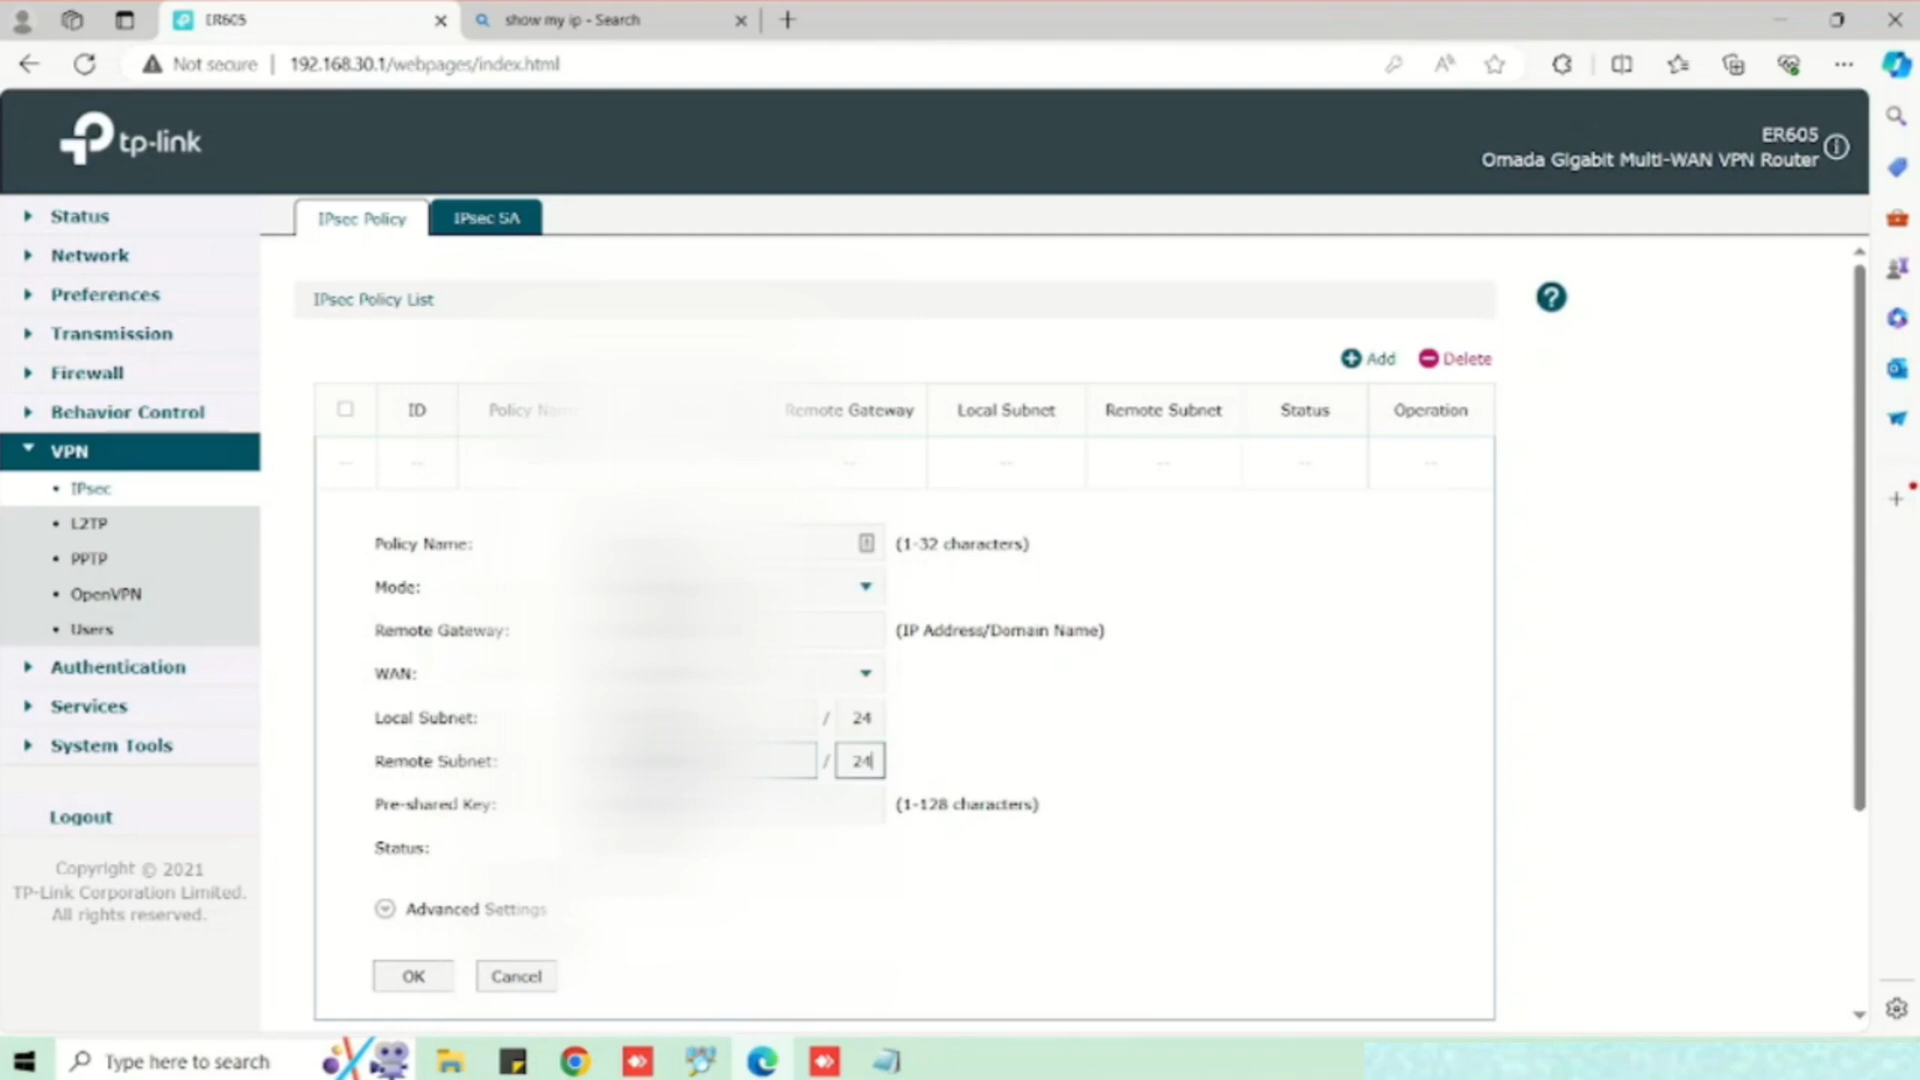 ER605
show my ip - Search
Not secure
192.168.30.1/webpages/index.html
tp-link
ER605
Omada Gigabit Multi-WAN VPN Router
Status
Network
Preferences
Transmission
Firewall
Behavior Control
VPN
IPsec
L2TP
PPTP
OpenVPN
Users
Authentication
Services
System Tools
Logout
Copyright © 2021
TP-Link Corporation Limited.
All rights reserved.
IPsec Policy
IPsec SA
IPsec Policy List
Add
Delete
ID
Policy Name
Remote Gateway
Local Subnet
Remote Subnet
Status
Operation
-- -- -- -- -- -- --
Policy Name:
(1-32 characters)
Mode:
Remote Gateway:
(IP Address/Domain Name)
WAN:
Local Subnet:
/ 24
Remote Subnet:
/ 24
Pre-shared Key:
(1-128 characters)
Status:
Advanced Settings
OK
Cancel
Type here to search